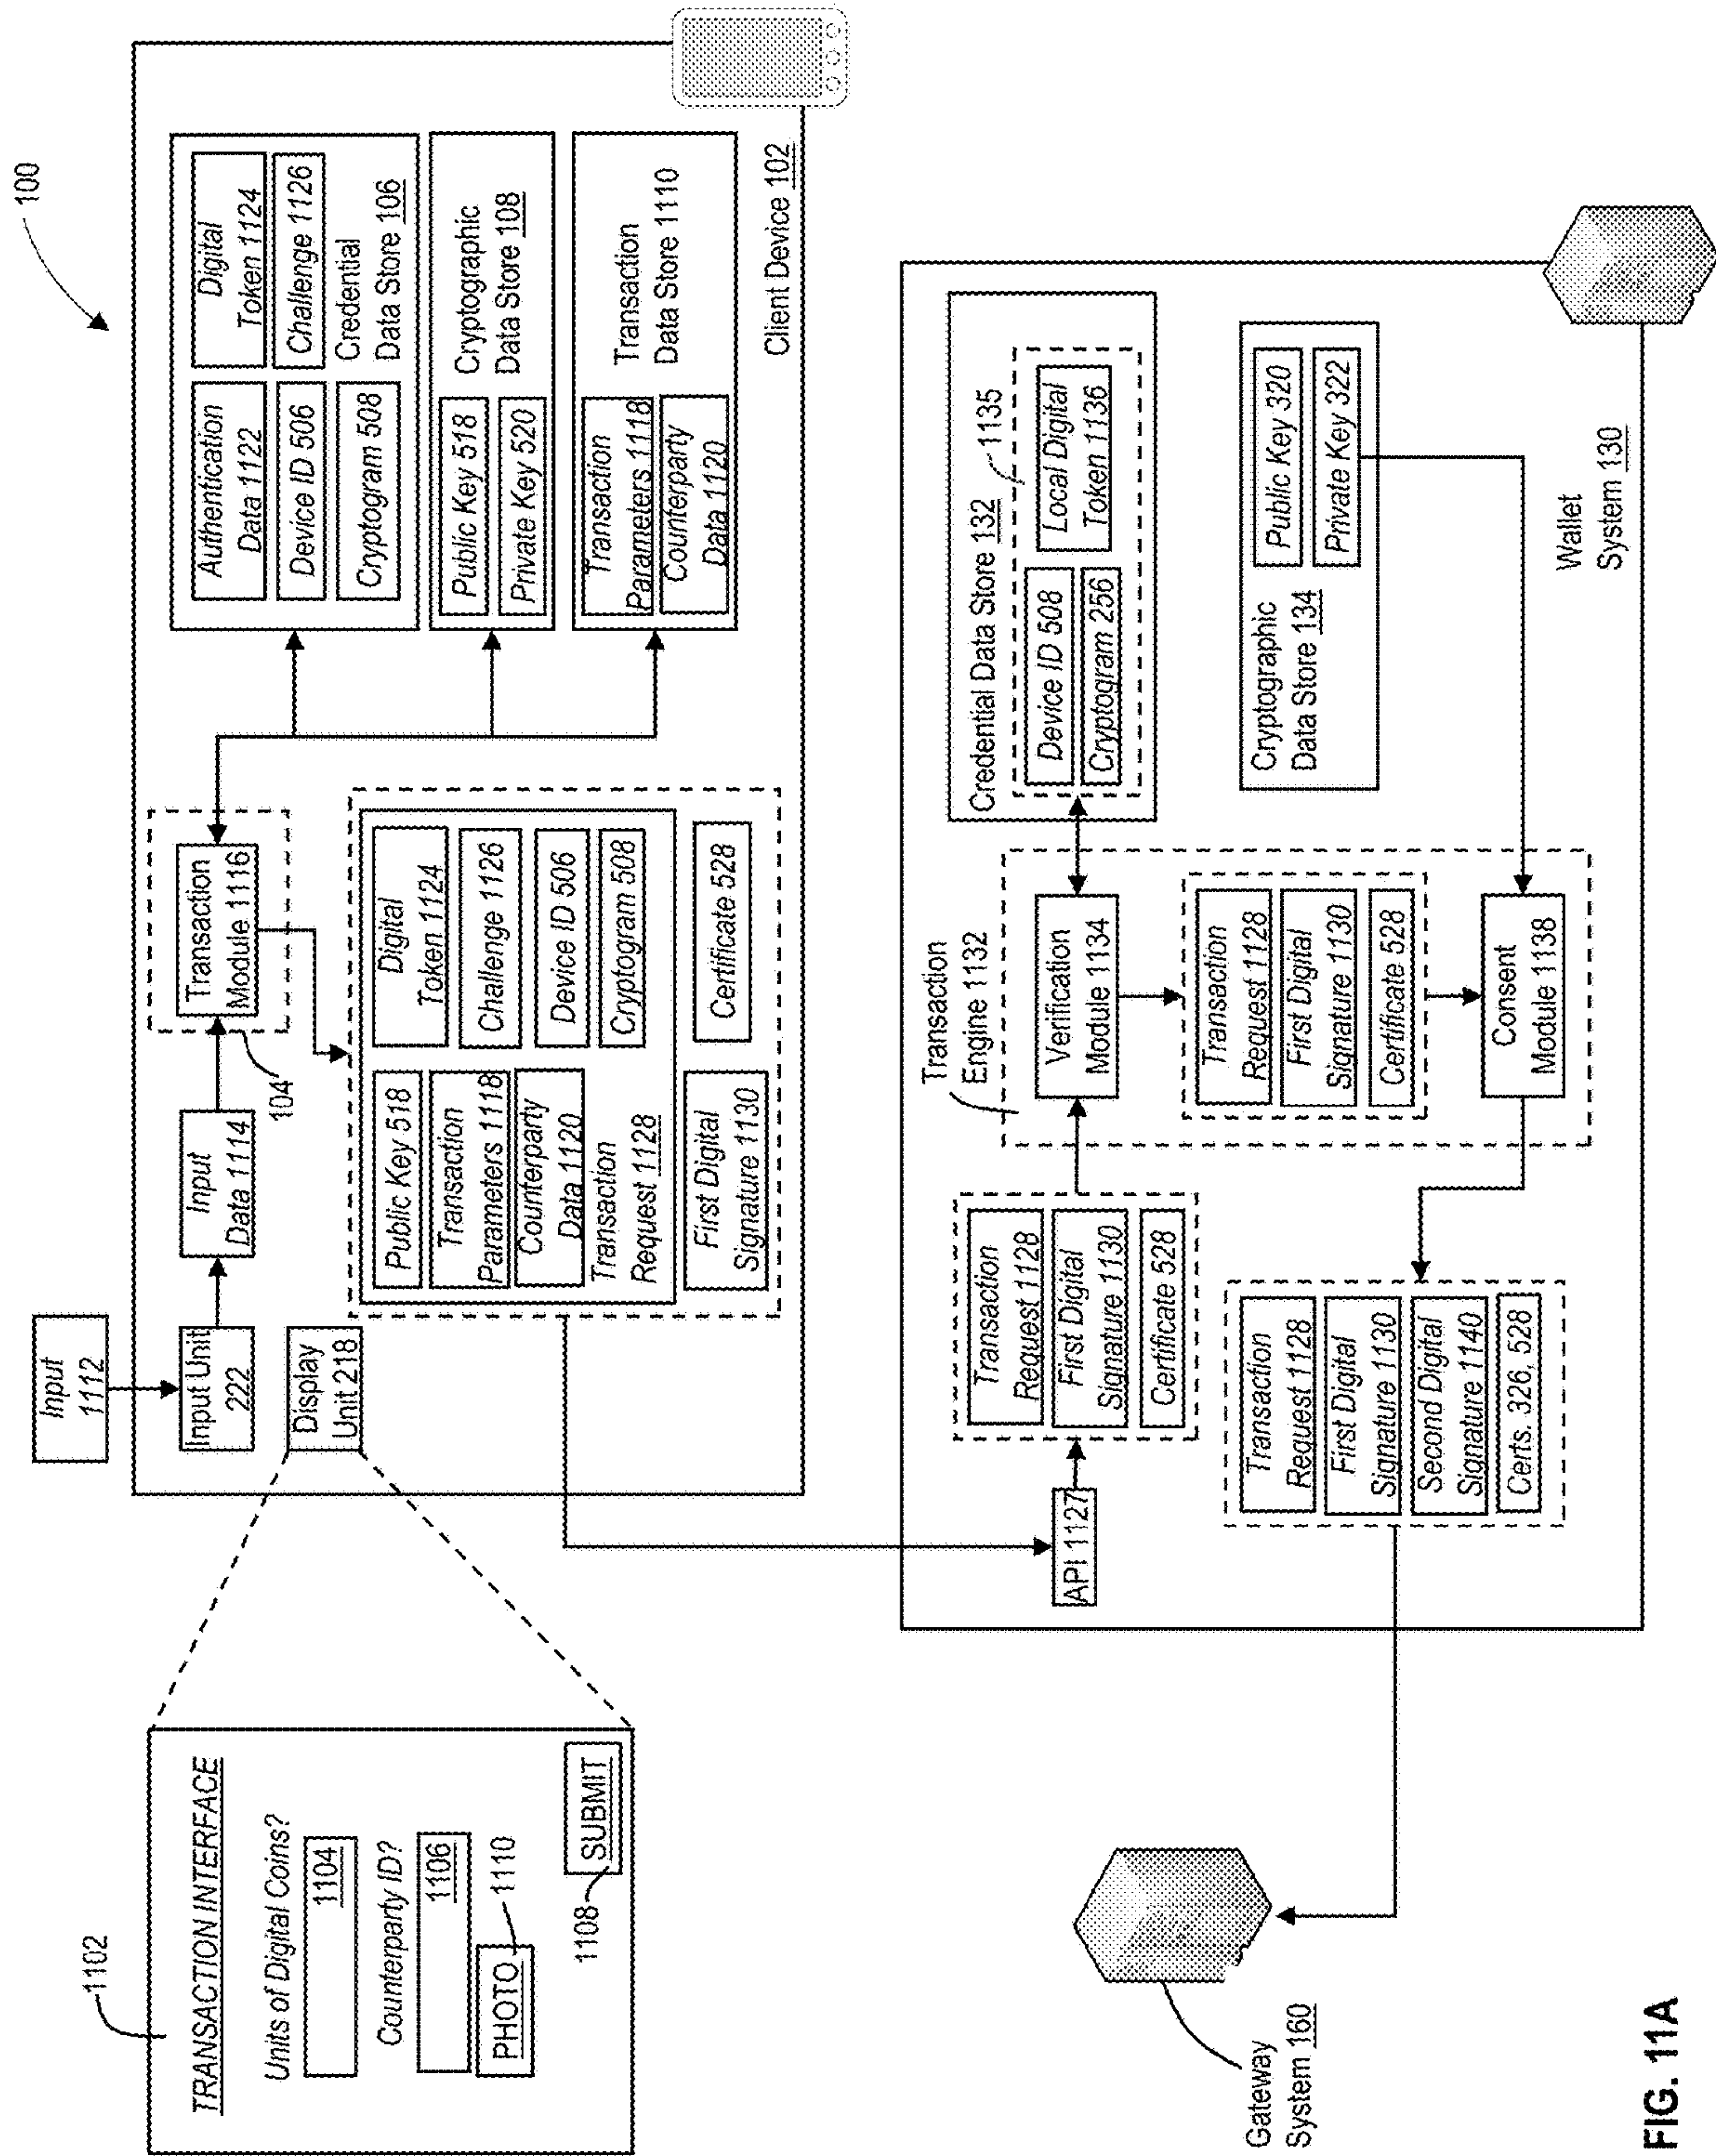 100
1102
TRANSACTION INTERFACE
Units of Digital Coins?
1104
Counterparty ID?
1106
PHOTO
1110
1108
SUBMIT
Input
1112
Input Unit
222
Display
Unit 218
Input
Data 1114
104
Transaction
Module 1116
Authentication
Data 1122
Device ID 506
Cryptogram 508
Digital
Token 1124
Challenge 1126
Credential
Data Store 106
Public Key 518
Private Key 520
Cryptographic
Data Store 108
Transaction
Parameters 1118
Counterparty
Data 1120
Transaction
Data Store 1110
Client Device 102
Public Key 518
Transaction
Parameters 1118
Counterparty
Data 1120
Transaction
Request 1128
Digital
Token 1124
Challenge 1126
Device ID 506
Cryptogram 508
First Digital
Signature 1130
Certificate 528
API 1127
Transaction
Request 1128
First Digital
Signature 1130
Certificate 528
Transaction
Engine 1132
Verification
Module 1134
Transaction
Request 1128
First Digital
Signature 1130
Certificate 528
Consent
Module 1138
Credential Data Store 132
1135
Device ID 508
Cryptogram 256
Local Digital
Token 1136
Cryptographic
Data Store 134
Public Key 320
Private Key 322
Wallet
System 130
Transaction
Request 1128
First Digital
Signature 1130
Second Digital
Signature 1140
Certs. 326, 528
Gateway
System 160
FIG. 11A